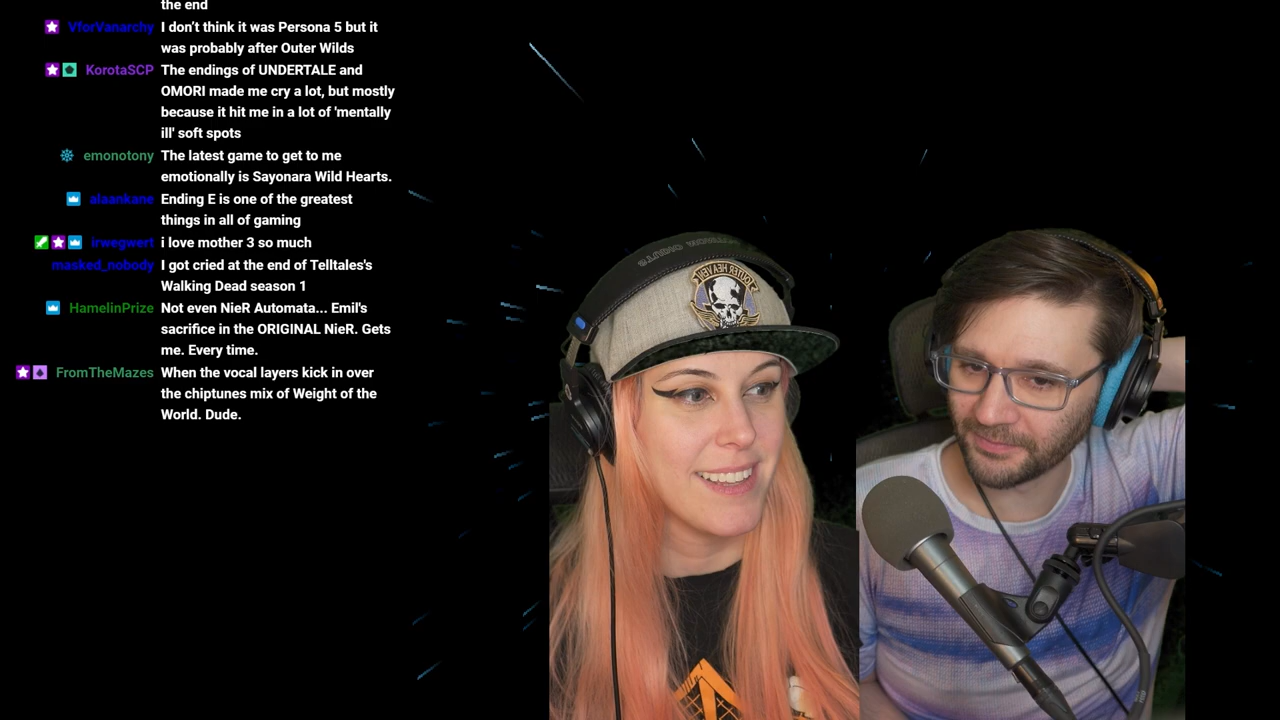 the end
VforVanarchy I don't think it was Persona 5 but it
was probably after Outer Wilds
KorotaSCP The endings of UNDERTALE and
OMORI made me cry a lot, but mostly
because it hit me in a lot of 'mentally
ill' soft spots
emonotony The latest game to get to me
emotionally is Sayonara Wild Hearts.
alaankane Ending E is one of the greatest
things in all of gaming
irwegwert i love mother 3 so much
masked_nobody I got cried at the end of Telltales's
Walking Dead season 1
HamelinPrize Not even NieR Automata... Emil's
sacrifice in the ORIGINAL NieR. Gets
me. Every time.
FromTheMazes When the vocal layers kick in over
the chiptunes mix of Weight of the
World. Dude.
OUTER HEAVEN